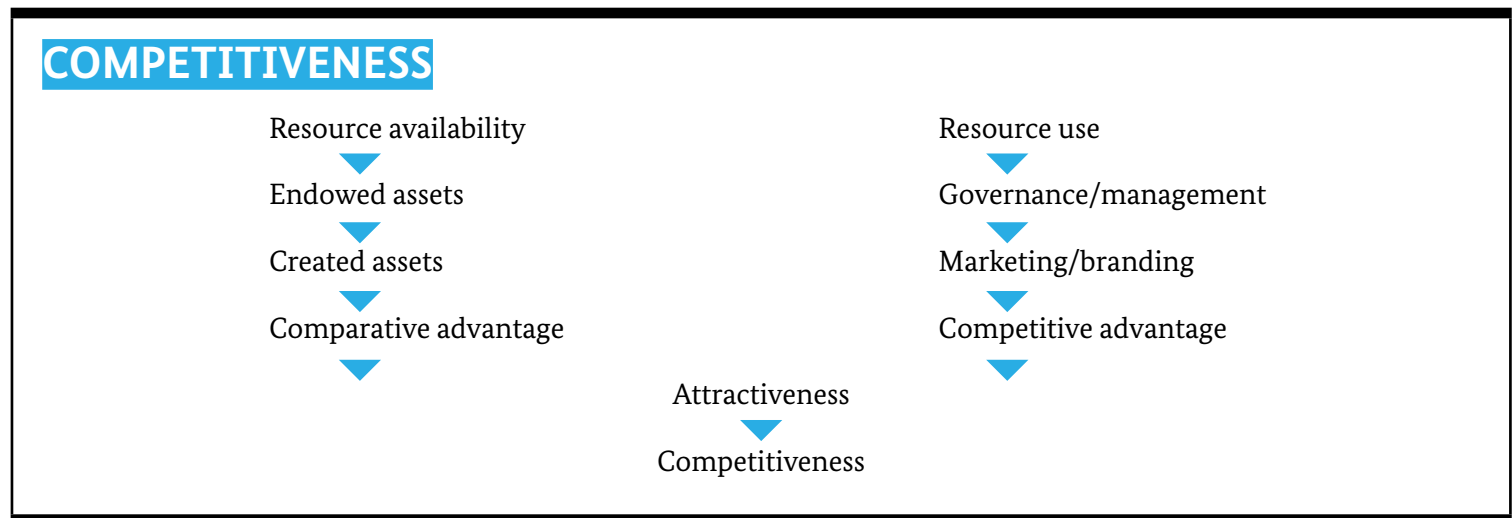 COMPETITIVENESS
Resource availability
Endowed assets
Created assets
Comparative advantage
Resource use
Governance/management
Marketing/branding
Competitive advantage
Attractiveness
Competitiveness